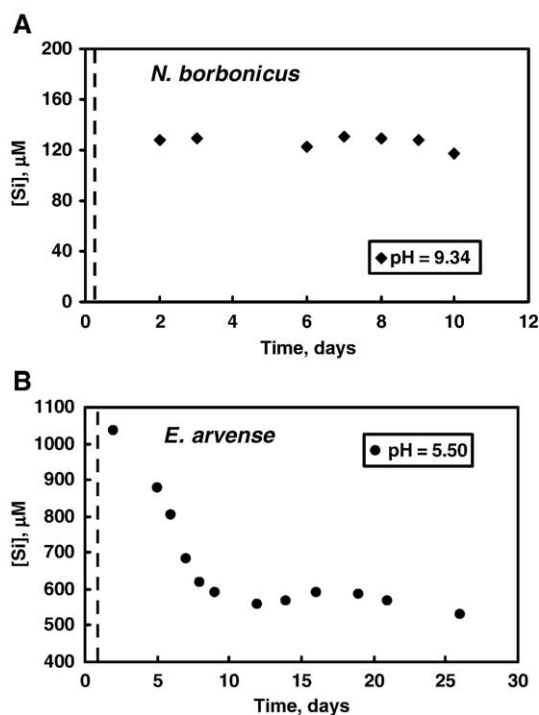 A
200
N. borbonicus
160
120
[Si], μM
80
◆ pH = 9.34
40
0
0 2 4 6 8 10 12
Time, days
B
1100
E. arvense
● pH = 5.50
1000
900
800
[Si], μM
700
600
500
400
0 5 10 15 20 25 30
Time, days